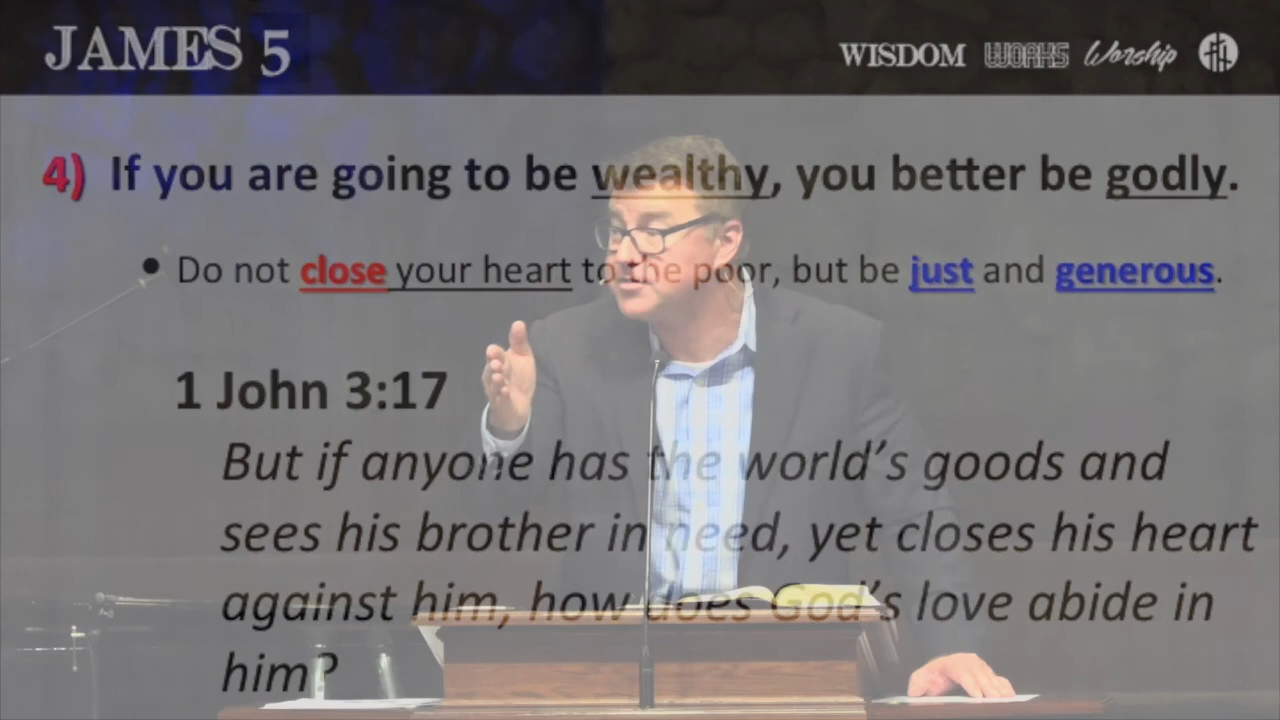 JAMES 5
WISDOM WORKS Worship
4) If you are going to be wealthy, you better be godly.
• Do not close your heart to the poor, but be just and generous.
1 John 3:17
But if anyone has the world’s goods and
sees his brother in need, yet closes his heart
against him, how does God’s love abide in
him?